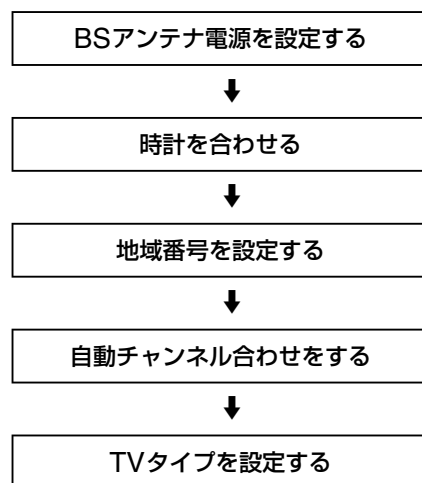 BSアンテナ電源を設定する
時計を合わせる
地域番号を設定する
自動チャンネル合わせをする
TVタイプを設定する